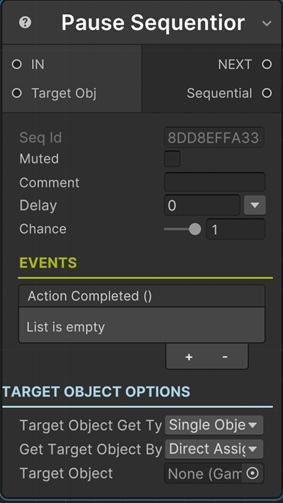 Pause Sequentior
IN NEXT
Target Obj Sequential
Seq Id 8DD8EFFA33
Muted
Comment
Delay 0
Chance 1
EVENTS
Action Completed ()
List is empty
+ -
TARGET OBJECT OPTIONS
Target Object Get Ty Single Obje
Get Target Object By Direct Assig
Target Object None (Gam